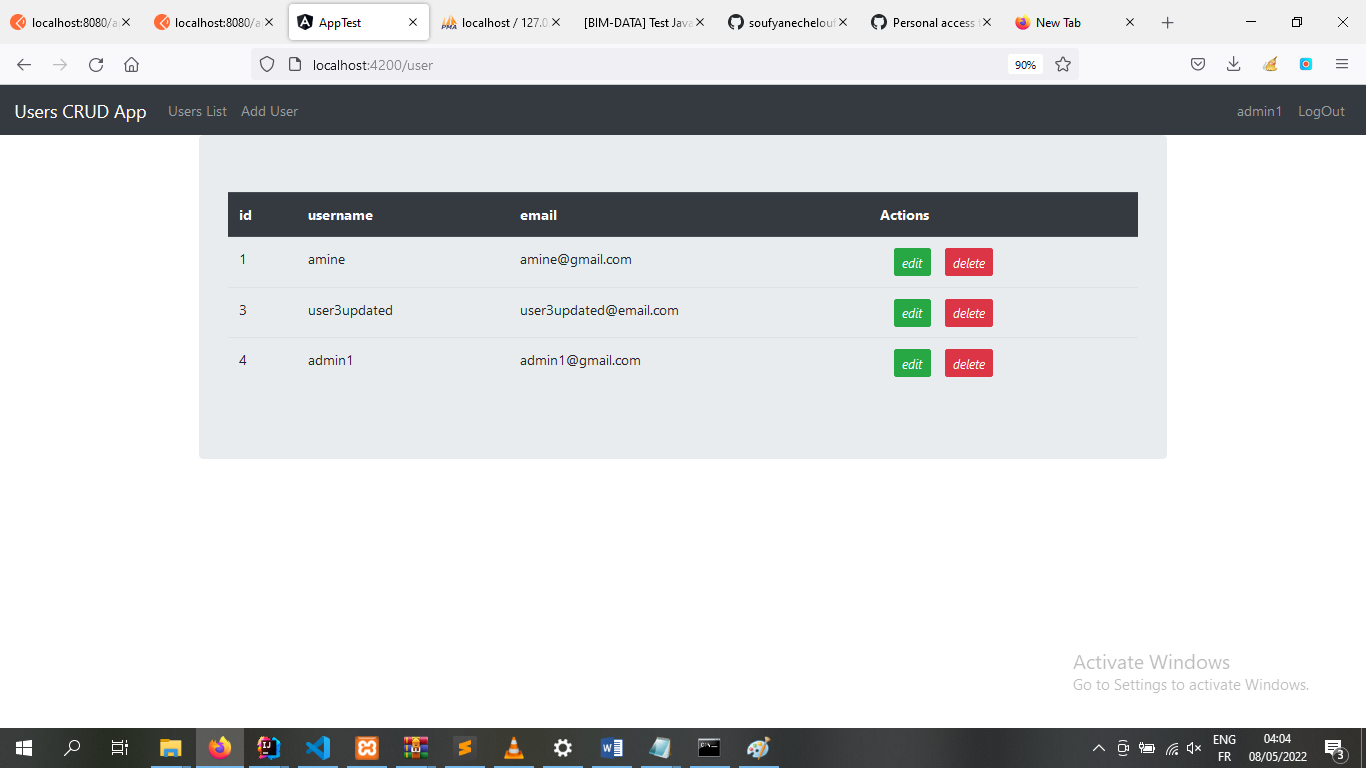 localhost:8080/a
localhost:8080/a
AppTest
localhost / 127.0
[BIM-DATA] Test Java
soufyanechelouf
Personal access
New Tab
localhost:4200/user
90%
Users CRUD App
Users List
Add User
admin1
LogOut
id username email Actions
1 amine amine@gmail.com edit delete
3 user3updated user3updated@email.com edit delete
4 admin1 admin1@gmail.com edit delete
Activate Windows
Go to Settings to activate Windows.
ENG
FR
04:04
08/05/2022
3